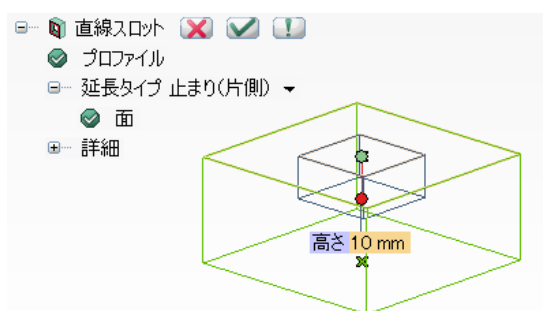 直線スロット
プロファイル
延長タイプ 止まり(片側)
面
詳細
高さ 10 mm